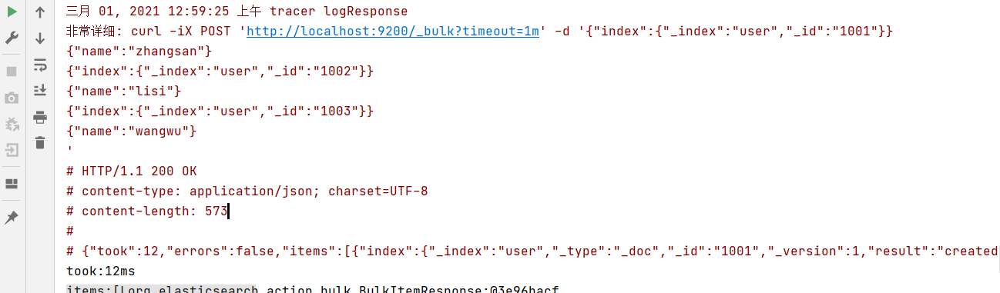 三月 01, 2021 12:59:25 上午 tracer logResponse
非常详细: curl -iX POST 'http://localhost:9200/_bulk?timeout=1m' -d '{"index":{"_index":"user","_id":"1001"}}
{"name":"zhangsan"}
{"index":{"_index":"user","_id":"1002"}}
{"name":"lisi"}
{"index":{"_index":"user","_id":"1003"}}
{"name":"wangwu"}
'
# HTTP/1.1 200 OK
# content-type: application/json; charset=UTF-8
# content-length: 573
#
# {"took":12,"errors":false,"items":[{"index":{"_index":"user","_type":"_doc","_id":"1001","_version":1,"result":"created
took:12ms
items:[Lorg.elasticsearch.action.bulk.BulkItemResponse;@3e96bacf